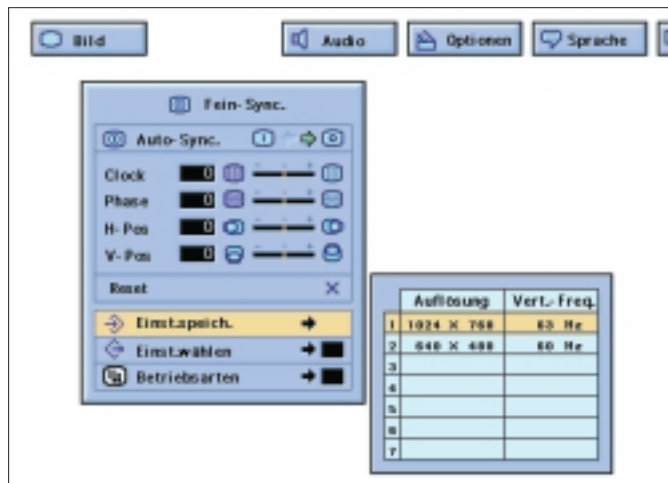 Bild
Audio
Optionen
Sprache
Fein-Sync.
Auto-Sync.
Clock 0
Phase 0
H-Pos 0
V-Pos 0
Reset
Einst.speich.
Einst.wählen
Betriebsarten
Auflösung Vert.-Freq.
1 1024 X 768 63 Hz
2 640 X 480 60 Hz
3
4
5
6
7